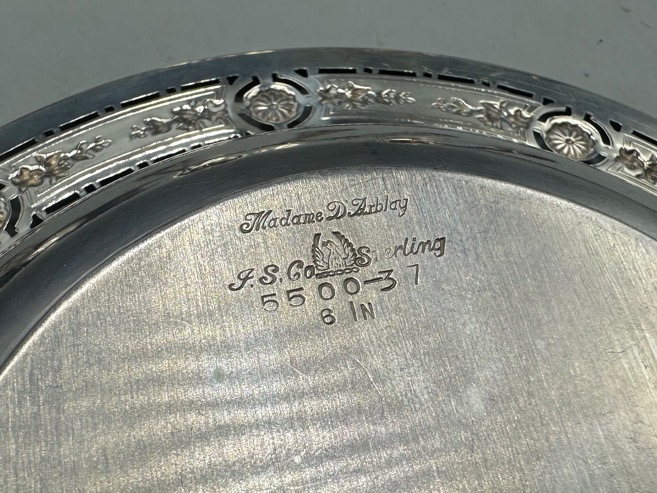 Madame D'Arblay
I.S.Co Sterling
5500-37
6 IN